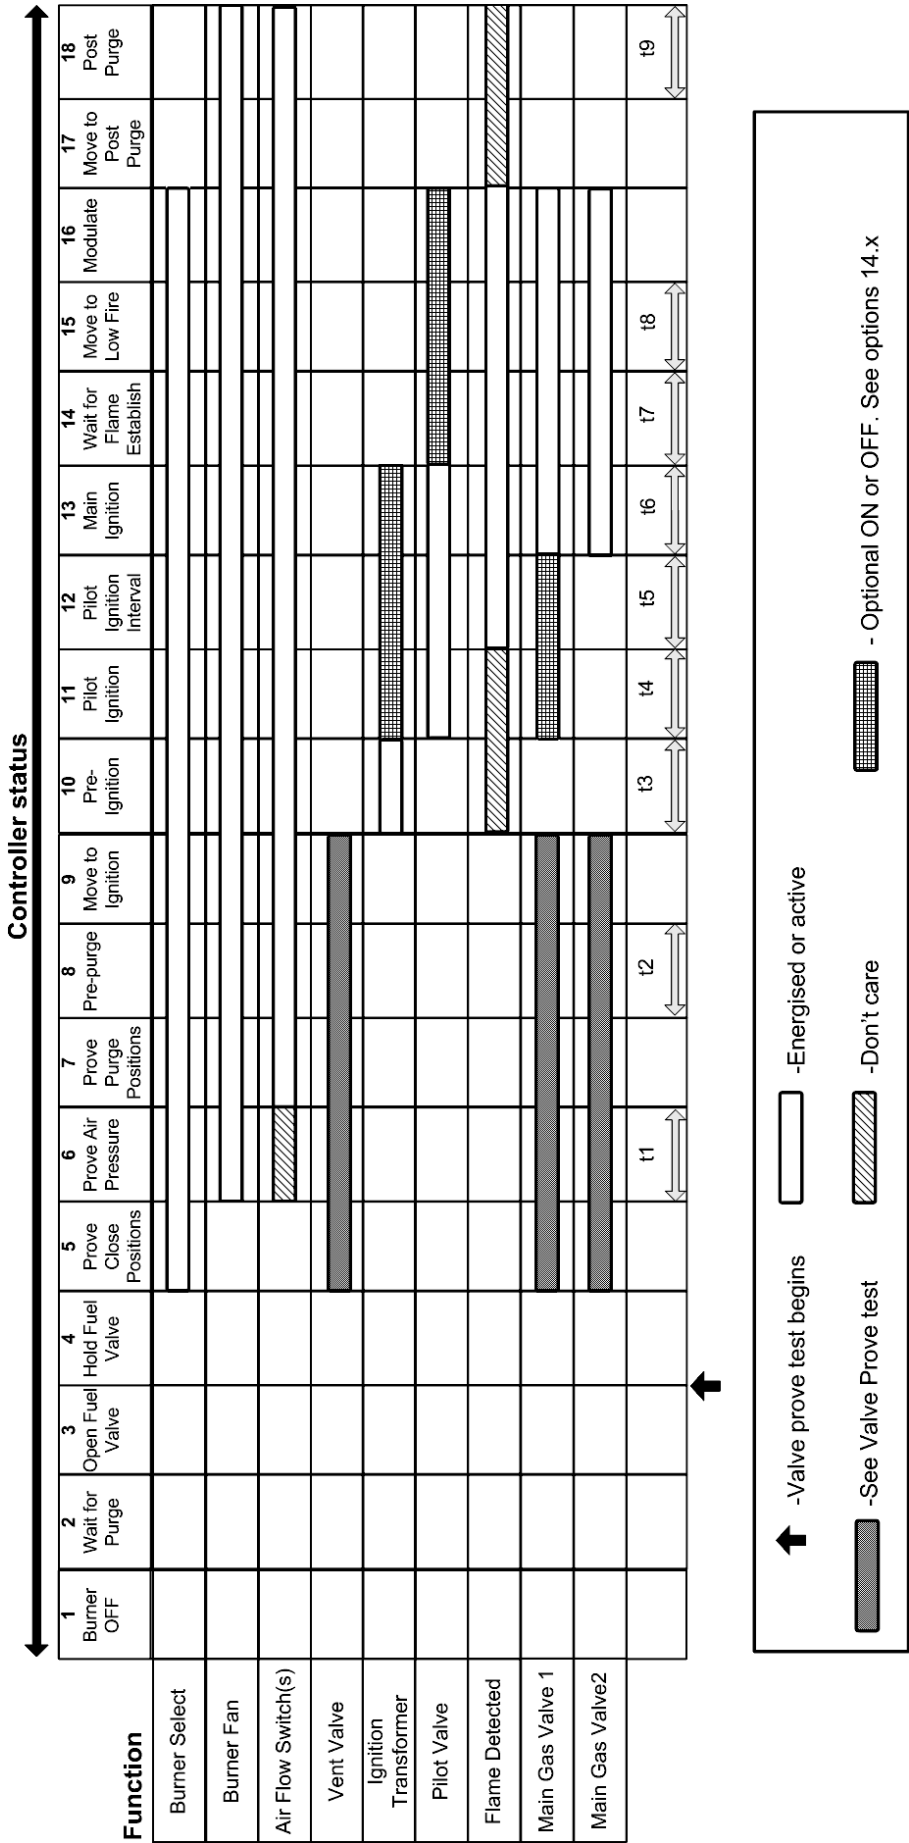 Controller status
Function
1
Burner
OFF
2
Wait for
Purge
3
Open Fuel
Valve
4
Hold Fuel
Valve
5
Prove
Close
Positions
6
Prove Air
Pressure
7
Prove
Purge
Positions
8
Pre-purge
9
Move to
Ignition
10
Pre-
Ignition
11
Pilot
Ignition
12
Pilot
Ignition
Interval
13
Main
Ignition
14
Wait for
Flame
Establish
15
Move to
Low Fire
16
Modulate
17
Move to
Post
Purge
18
Post
Purge
Burner Select
Burner Fan
Air Flow Switch(s)
Vent Valve
Ignition
Transformer
Pilot Valve
Flame Detected
Main Gas Valve 1
Main Gas Valve2
t1
t2
t3
t4
t5
t6
t7
t8
t9
-Valve prove test begins
-Energised or active
-See Valve Prove test
-Don't care
- Optional ON or OFF. See options 14.x